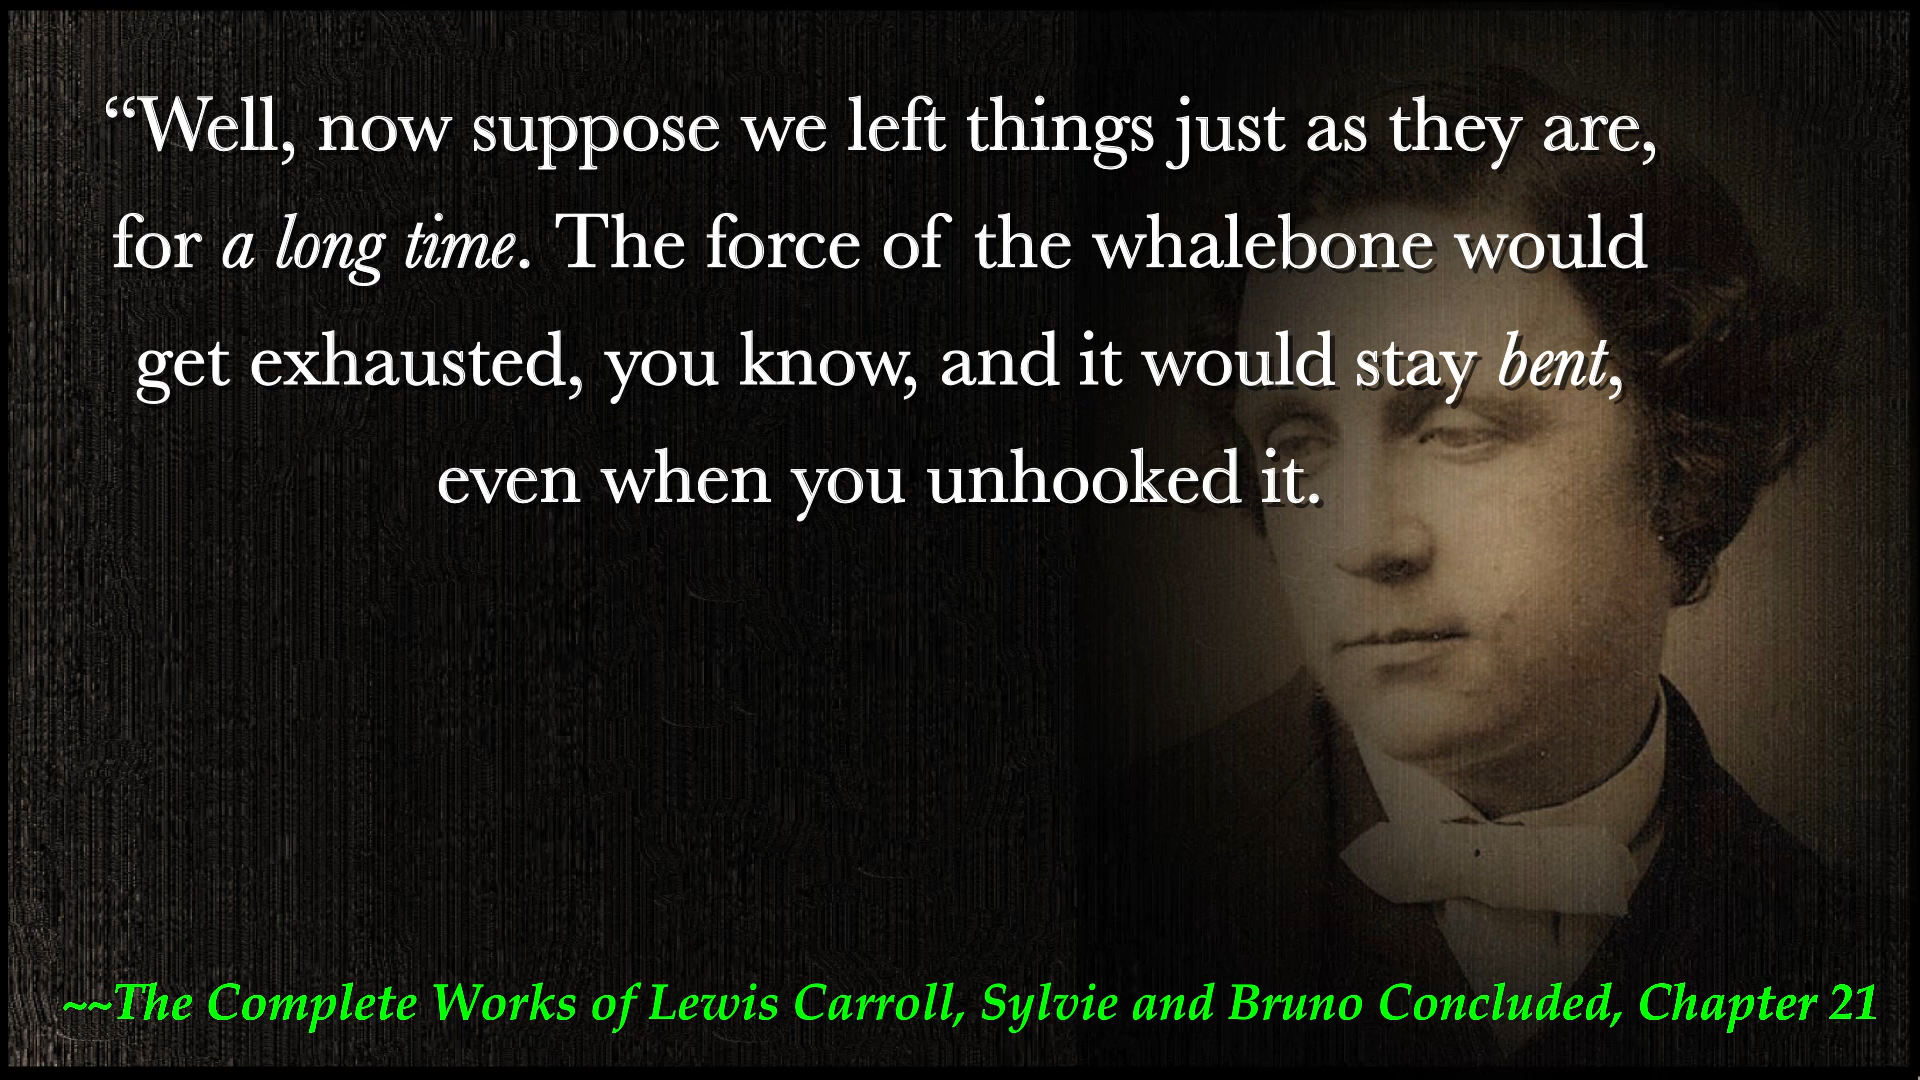 “Well, now suppose we left things just as they are,
for a long time. The force of the whalebone would
get exhausted, you know, and it would stay bent,
even when you unhooked it.
~~The Complete Works of Lewis Carroll, Sylvie and Bruno Concluded, Chapter 21